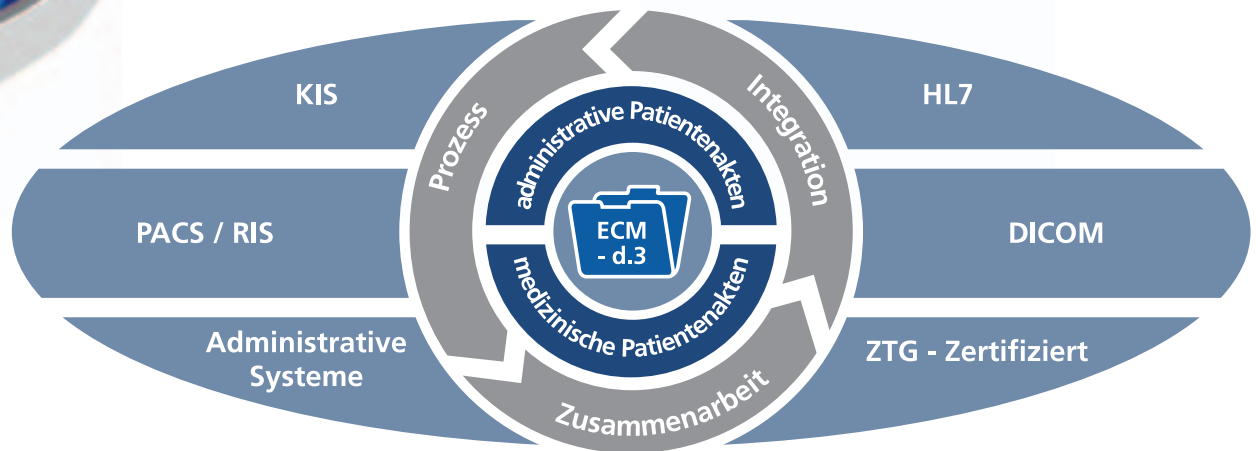 KIS
HL7
Prozess
Integration
administrative Patientenakten
PACS / RIS
ECM
- d.3
DICOM
medizinische Patientenakten
Administrative
Systeme
ZTG - Zertifiziert
Zusammenarbeit